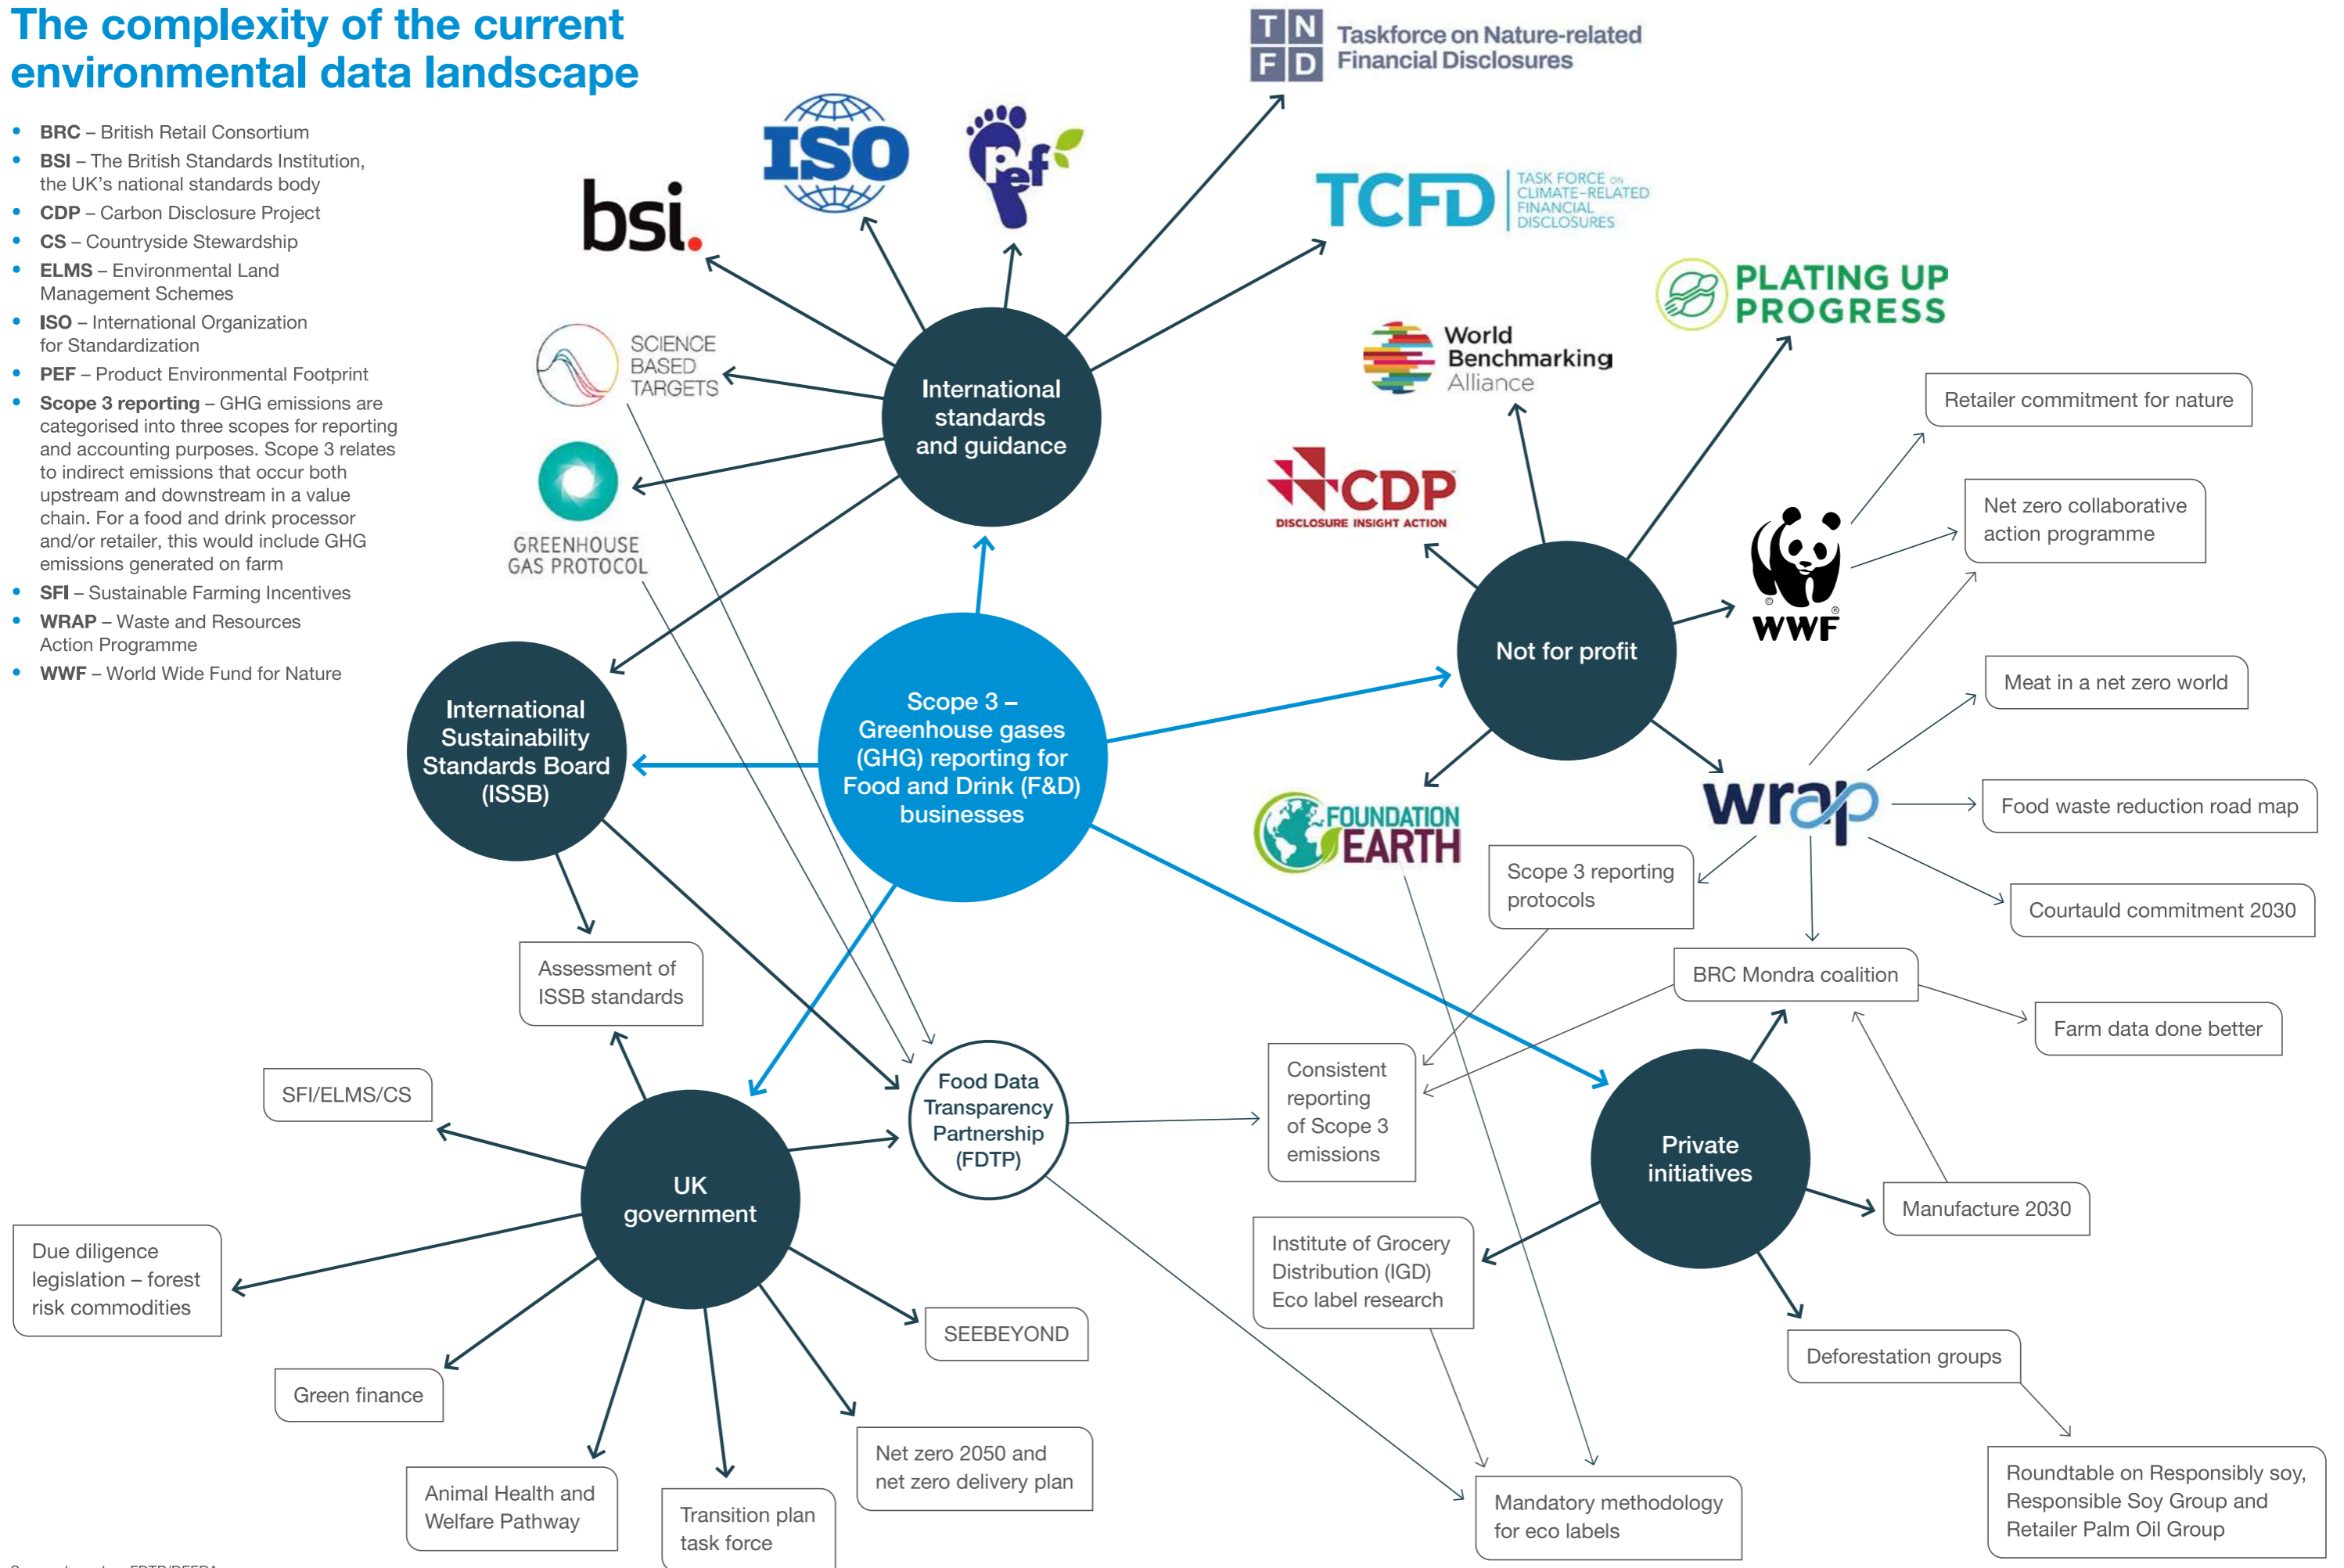 The complexity of the current
environmental data landscape
• BRC – British Retail Consortium
• BSI – The British Standards Institution,
the UK's national standards body
• CDP – Carbon Disclosure Project
• CS – Countryside Stewardship
• ELMS – Environmental Land
Management Schemes
• ISO – International Organization
for Standardization
• PEF – Product Environmental Footprint
• Scope 3 reporting – GHG emissions are
categorised into three scopes for reporting
and accounting purposes. Scope 3 relates
to indirect emissions that occur both
upstream and downstream in a value
chain. For a food and drink processor
and/or retailer, this would include GHG
emissions generated on farm
• SFI – Sustainable Farming Incentives
• WRAP – Waste and Resources
Action Programme
• WWF – World Wide Fund for Nature
TN
FD
Taskforce on Nature-related
Financial Disclosures
ISO
pef
bsi.
TCFD
TASK FORCE ON
CLIMATE-RELATED
FINANCIAL
DISCLOSURES
SCIENCE
BASED
TARGETS
GREENHOUSE
GAS PROTOCOL
International
standards
and guidance
PLATING UP
PROGRESS
World
Benchmarking
Alliance
CDP
DISCLOSURE INSIGHT ACTION
Retailer commitment for nature
Net zero collaborative
action programme
© ®
WWF
Not for profit
Meat in a net zero world
International
Sustainability
Standards Board
(ISSB)
Scope 3 –
Greenhouse gases
(GHG) reporting for
Food and Drink (F&D)
businesses
FOUNDATION
EARTH
wrap
Food waste reduction road map
Scope 3 reporting
protocols
Courtauld commitment 2030
Assessment of
ISSB standards
BRC Mondra coalition
Farm data done better
SFI/ELMS/CS
Food Data
Transparency
Partnership
(FDTP)
Consistent
reporting
of Scope 3
emissions
Private
initiatives
UK
government
Manufacture 2030
Due diligence
legislation – forest
risk commodities
Institute of Grocery
Distribution (IGD)
Eco label research
SEEBEYOND
Deforestation groups
Green finance
Net zero 2050 and
net zero delivery plan
Animal Health and
Welfare Pathway
Transition plan
task force
Mandatory methodology
for eco labels
Roundtable on Responsibly soy,
Responsible Soy Group and
Retailer Palm Oil Group